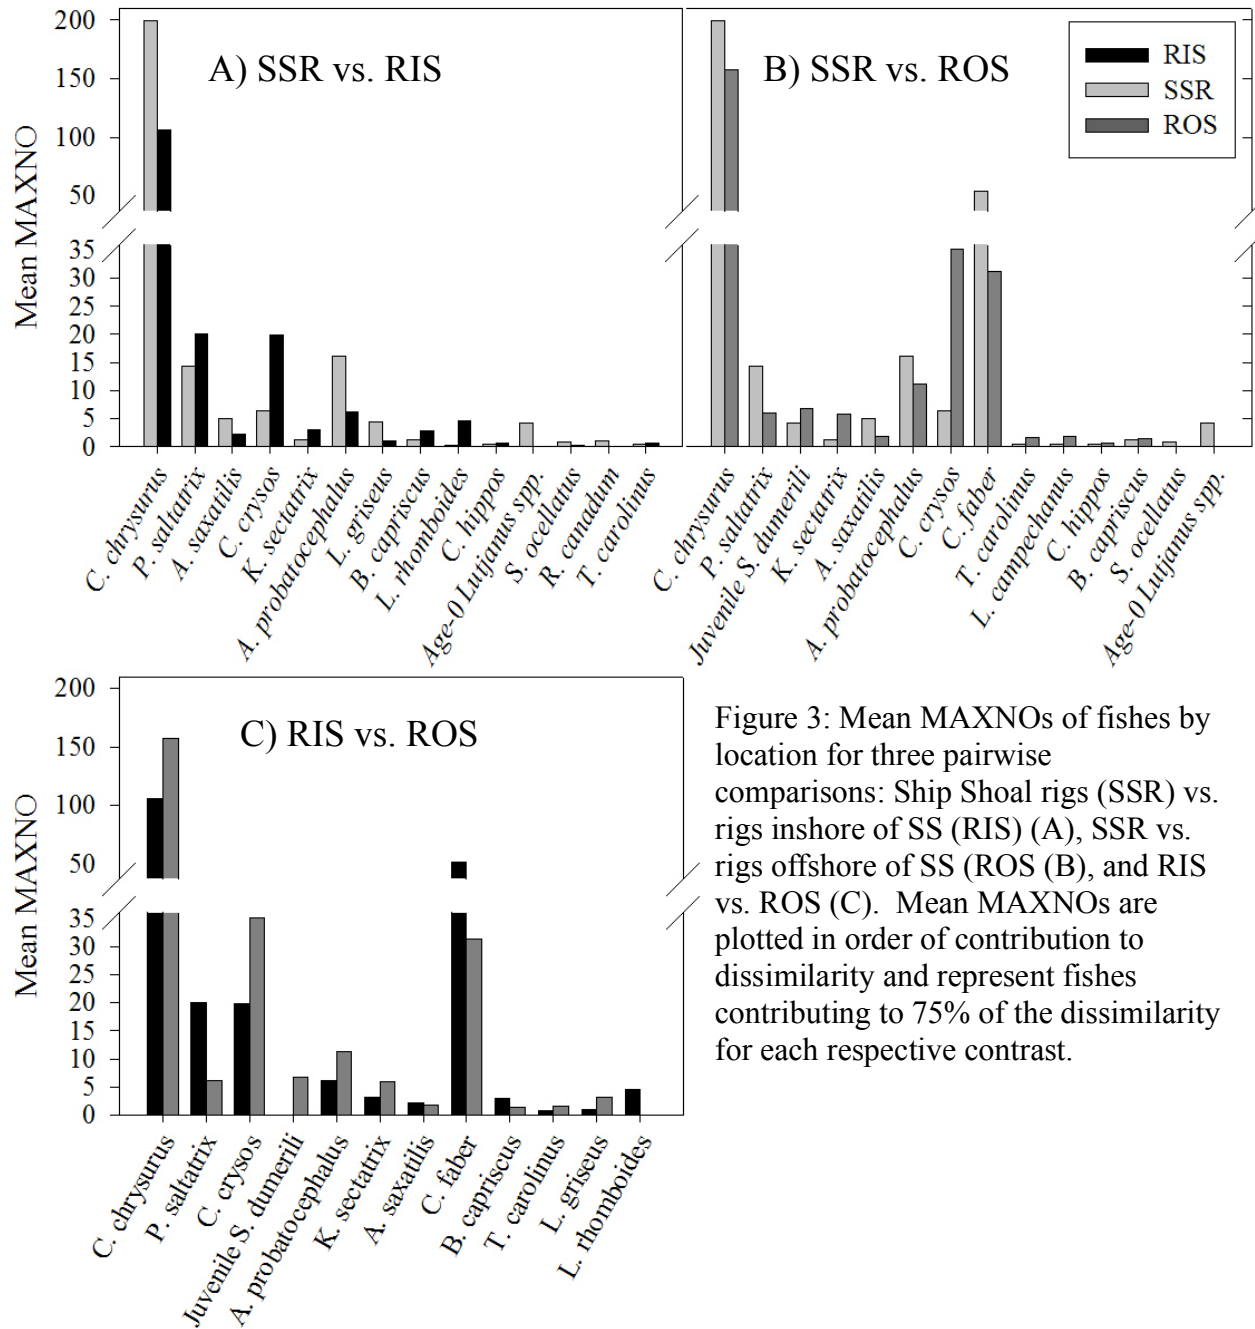 200
150
100
50
35
30
25
20
15
10
5
0
Mean MAXNO
A) SSR vs. RIS
C. chrysurus
P. saltatrix
A. saxatilis
C. crysos
K. sectatrix
A. probatocephalus
L. griseus
B. capriscus
L. rhomboides
C. hippos
Age-0 Lutjanus spp.
S. ocellatus
R. canadum
T. carolinus
B) SSR vs. ROS
RIS
SSR
ROS
C. chrysurus
P. saltatrix
Juvenile S. dumerili
K. sectatrix
A. saxatilis
A. probatocephalus
C. crysos
C. faber
T. carolinus
L. campechanus
C. hippos
B. capriscus
S. ocellatus
Age-0 Lutjanus spp.
200
150
100
50
35
30
25
20
15
10
5
0
Mean MAXNO
C) RIS vs. ROS
C. chrysurus
P. saltatrix
C. crysos
Juvenile S. dumerili
A. probatocephalus
K. sectatrix
A. saxatilis
C. faber
B. capriscus
T. carolinus
L. griseus
L. rhomboides
Figure 3: Mean MAXNOs of fishes by
location for three pairwise
comparisons: Ship Shoal rigs (SSR) vs.
rigs inshore of SS (RIS) (A), SSR vs.
rigs offshore of SS (ROS (B), and RIS
vs. ROS (C).  Mean MAXNOs are
plotted in order of contribution to
dissimilarity and represent fishes
contributing to 75% of the dissimilarity
for each respective contrast.